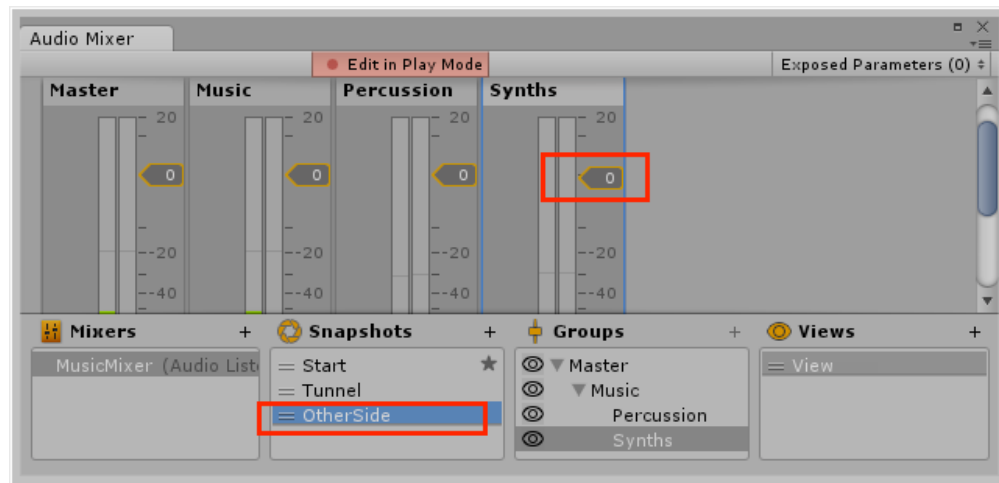 Audio Mixer
Edit in Play Mode Exposed Parameters (0)
Master Music Percussion Synths
20 20 20 20
0 0 0 0
--20 --20 --20 --20
--40 --40 --40 --40
Mixers + Snapshots + Groups + Views +
MusicMixer (Audio Liste Start Master View
Tunnel Music
OtherSide Percussion
Synths